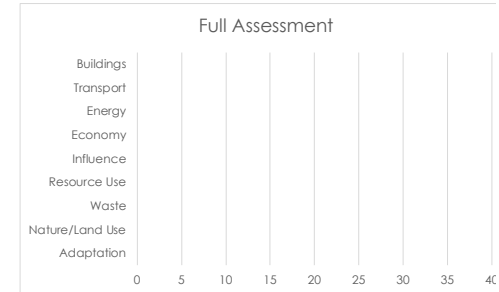 Full Assessment
Buildings
Transport
Energy
Economy
Influence
Resource Use
Waste
Nature/Land Use
Adaptation
0 5 10 15 20 25 30 35 40